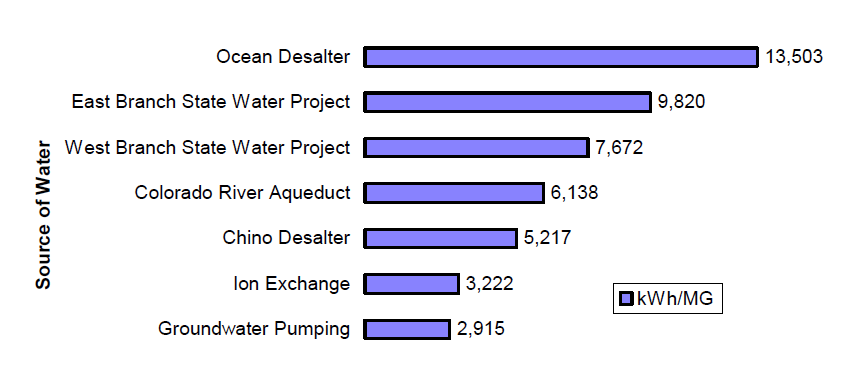 Ocean Desalter 13,503
East Branch State Water Project 9,820
West Branch State Water Project 7,672
Colorado River Aqueduct 6,138
Chino Desalter 5,217
Ion Exchange 3,222
Groundwater Pumping 2,915
Source of Water
kWh/MG